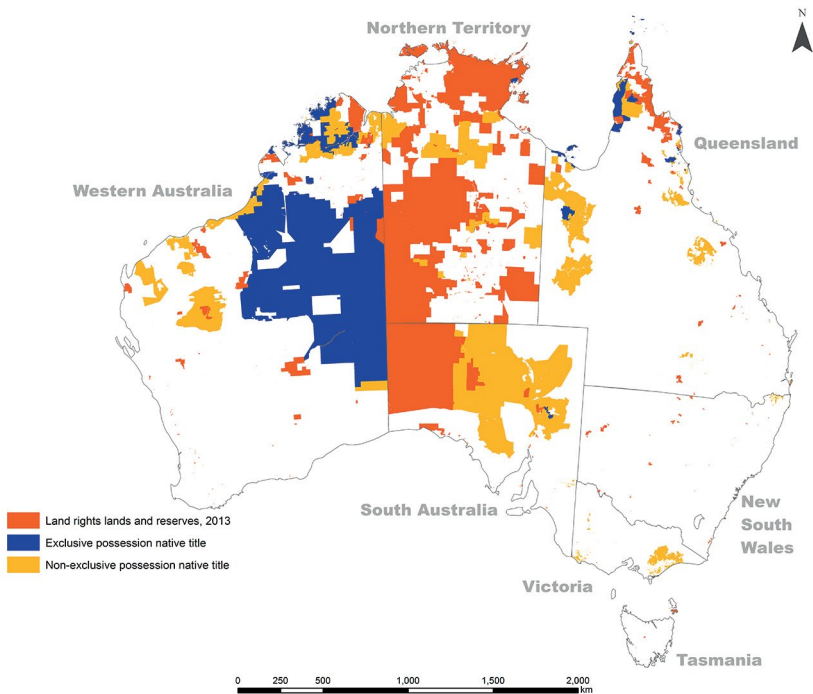 Northern Territory
N
Queensland
Western Australia
Land rights lands and reserves, 2013
Exclusive possession native title
Non-exclusive possession native title
South Australia
New
South
Wales
Victoria
Tasmania
0 250 500 1,000 1,500 2,000
km